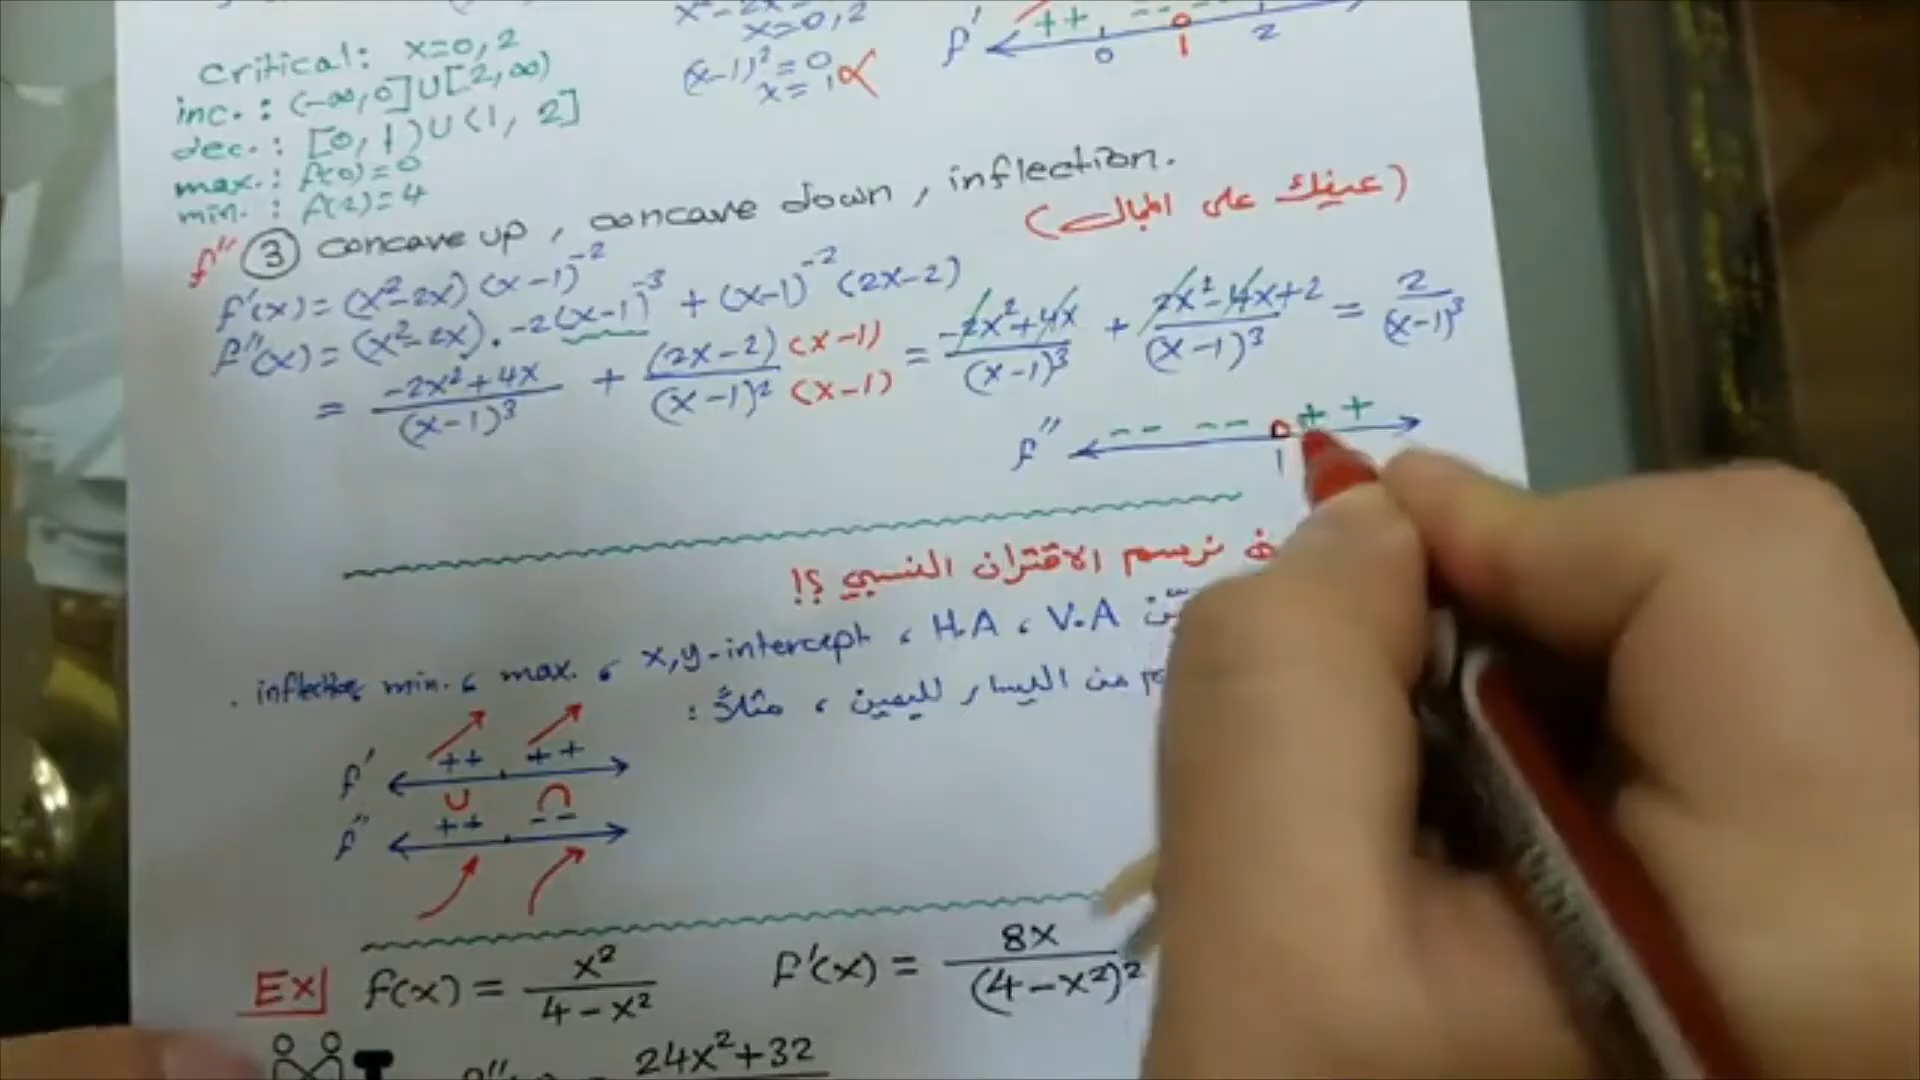 Critical: x=0,2
inc. : (-∞,0]∪[2,∞)
dec. : [0,1)∪(1,2]
max. : f(0)=0
min. : f(2)=4
x=0,2
(x-1)²=0
x=1
f' ++ -- 0 1 2
f'' ③ concave up, concave down, inflection.
(عينك على المجال)
f'(x)=(x²-2x)(x-1)⁻²
f''(x)=(x²-2x).-2(x-1)⁻³+(x-1)⁻²(2x-2)
= (-2x²+4x)/(x-1)³ + (2x-2)(x-1)/(x-1)²(x-1) = (-2x²+4x)/(x-1)³ + (2x²-4x+2)/(x-1)³ = 2/(x-1)³
f'' -- -- ++ 1
نرسم الاقتران النسبي ؟!
V.A ، H.A ، x,y-intercept ، max. ، min. ، inflection .
من اليسار لليمين ، مثلاً :
f' ++ ++
f'' ++ --
Ex f(x) = x²/(4-x²) f'(x) = 8x/(4-x²)²
24x²+32